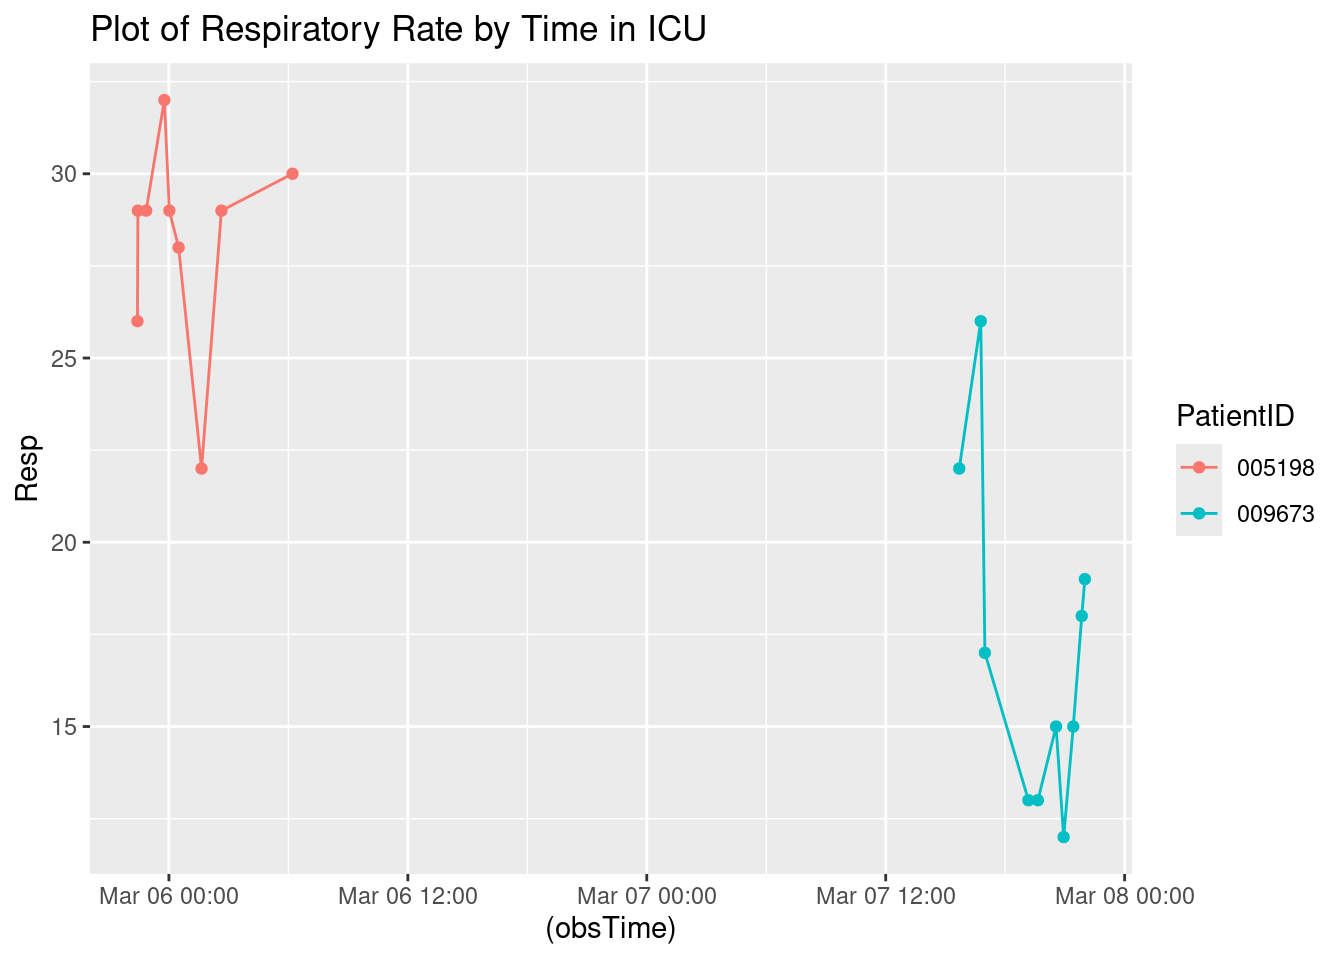 Plot of Respiratory Rate by Time in ICU
30
25
20
15
Resp
Mar 06 00:00
Mar 06 12:00
Mar 07 00:00
Mar 07 12:00
Mar 08 00:00
(obsTime)
PatientID
005198
009673